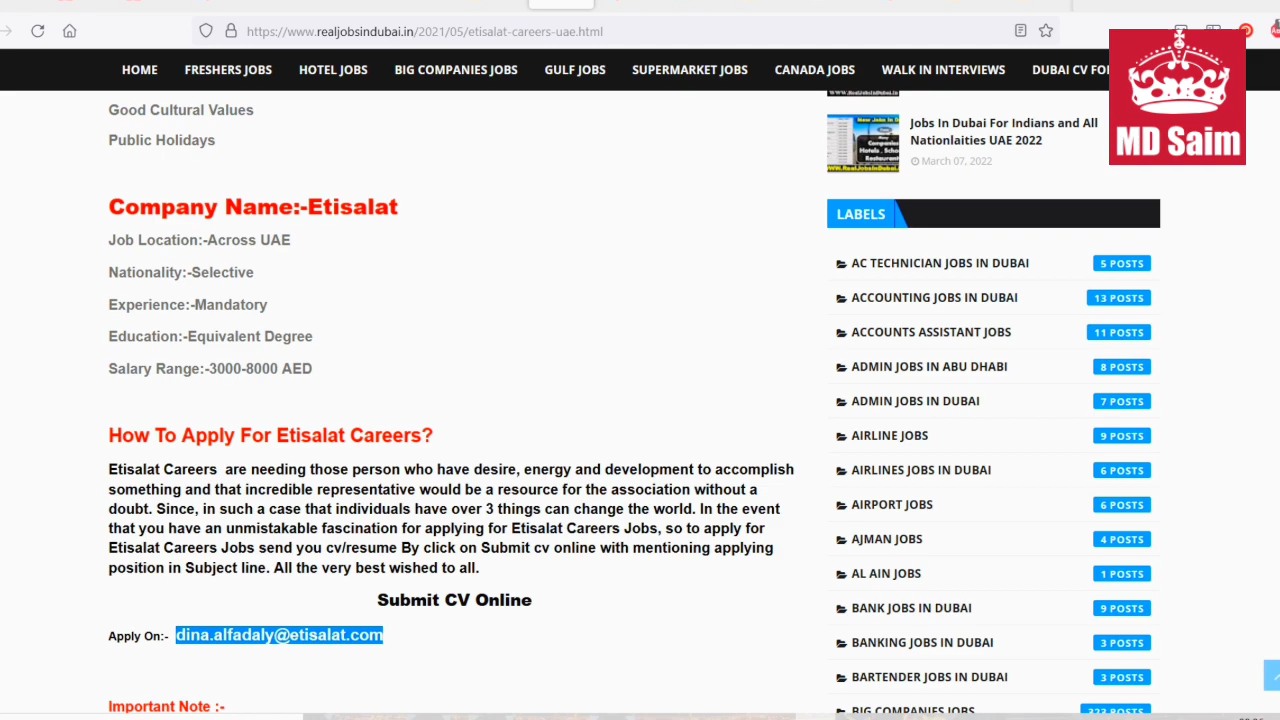 https://www.realjobsindubai.in/2021/05/etisalat-careers-uae.html
HOME FRESHERS JOBS HOTEL JOBS BIG COMPANIES JOBS GULF JOBS SUPERMARKET JOBS CANADA JOBS WALK IN INTERVIEWS DUBAI CV FO
MD Saim
Good Cultural Values
Public Holidays
Company Name:-Etisalat
Job Location:-Across UAE
Nationality:-Selective
Experience:-Mandatory
Education:-Equivalent Degree
Salary Range:-3000-8000 AED
How To Apply For Etisalat Careers?
Etisalat Careers are needing those person who have desire, energy and development to accomplish
something and that incredible representative would be a resource for the association without a
doubt. Since, in such a case that individuals have over 3 things can change the world. In the event
that you have an unmistakable fascination for applying for Etisalat Careers Jobs, so to apply for
Etisalat Careers Jobs send you cv/resume By click on Submit cv online with mentioning applying
position in Subject line. All the very best wished to all.
Submit CV Online
Apply On:- dina.alfadaly@etisalat.com
Important Note :-
Jobs In Dubai For Indians and All
Nationlaities UAE 2022
March 07, 2022
LABELS
AC TECHNICIAN JOBS IN DUBAI 5 POSTS
ACCOUNTING JOBS IN DUBAI 13 POSTS
ACCOUNTS ASSISTANT JOBS 11 POSTS
ADMIN JOBS IN ABU DHABI 8 POSTS
ADMIN JOBS IN DUBAI 7 POSTS
AIRLINE JOBS 9 POSTS
AIRLINES JOBS IN DUBAI 6 POSTS
AIRPORT JOBS 6 POSTS
AJMAN JOBS 4 POSTS
AL AIN JOBS 1 POSTS
BANK JOBS IN DUBAI 9 POSTS
BANKING JOBS IN DUBAI 3 POSTS
BARTENDER JOBS IN DUBAI 3 POSTS
BIG COMPANIES JOBS 323 POSTS